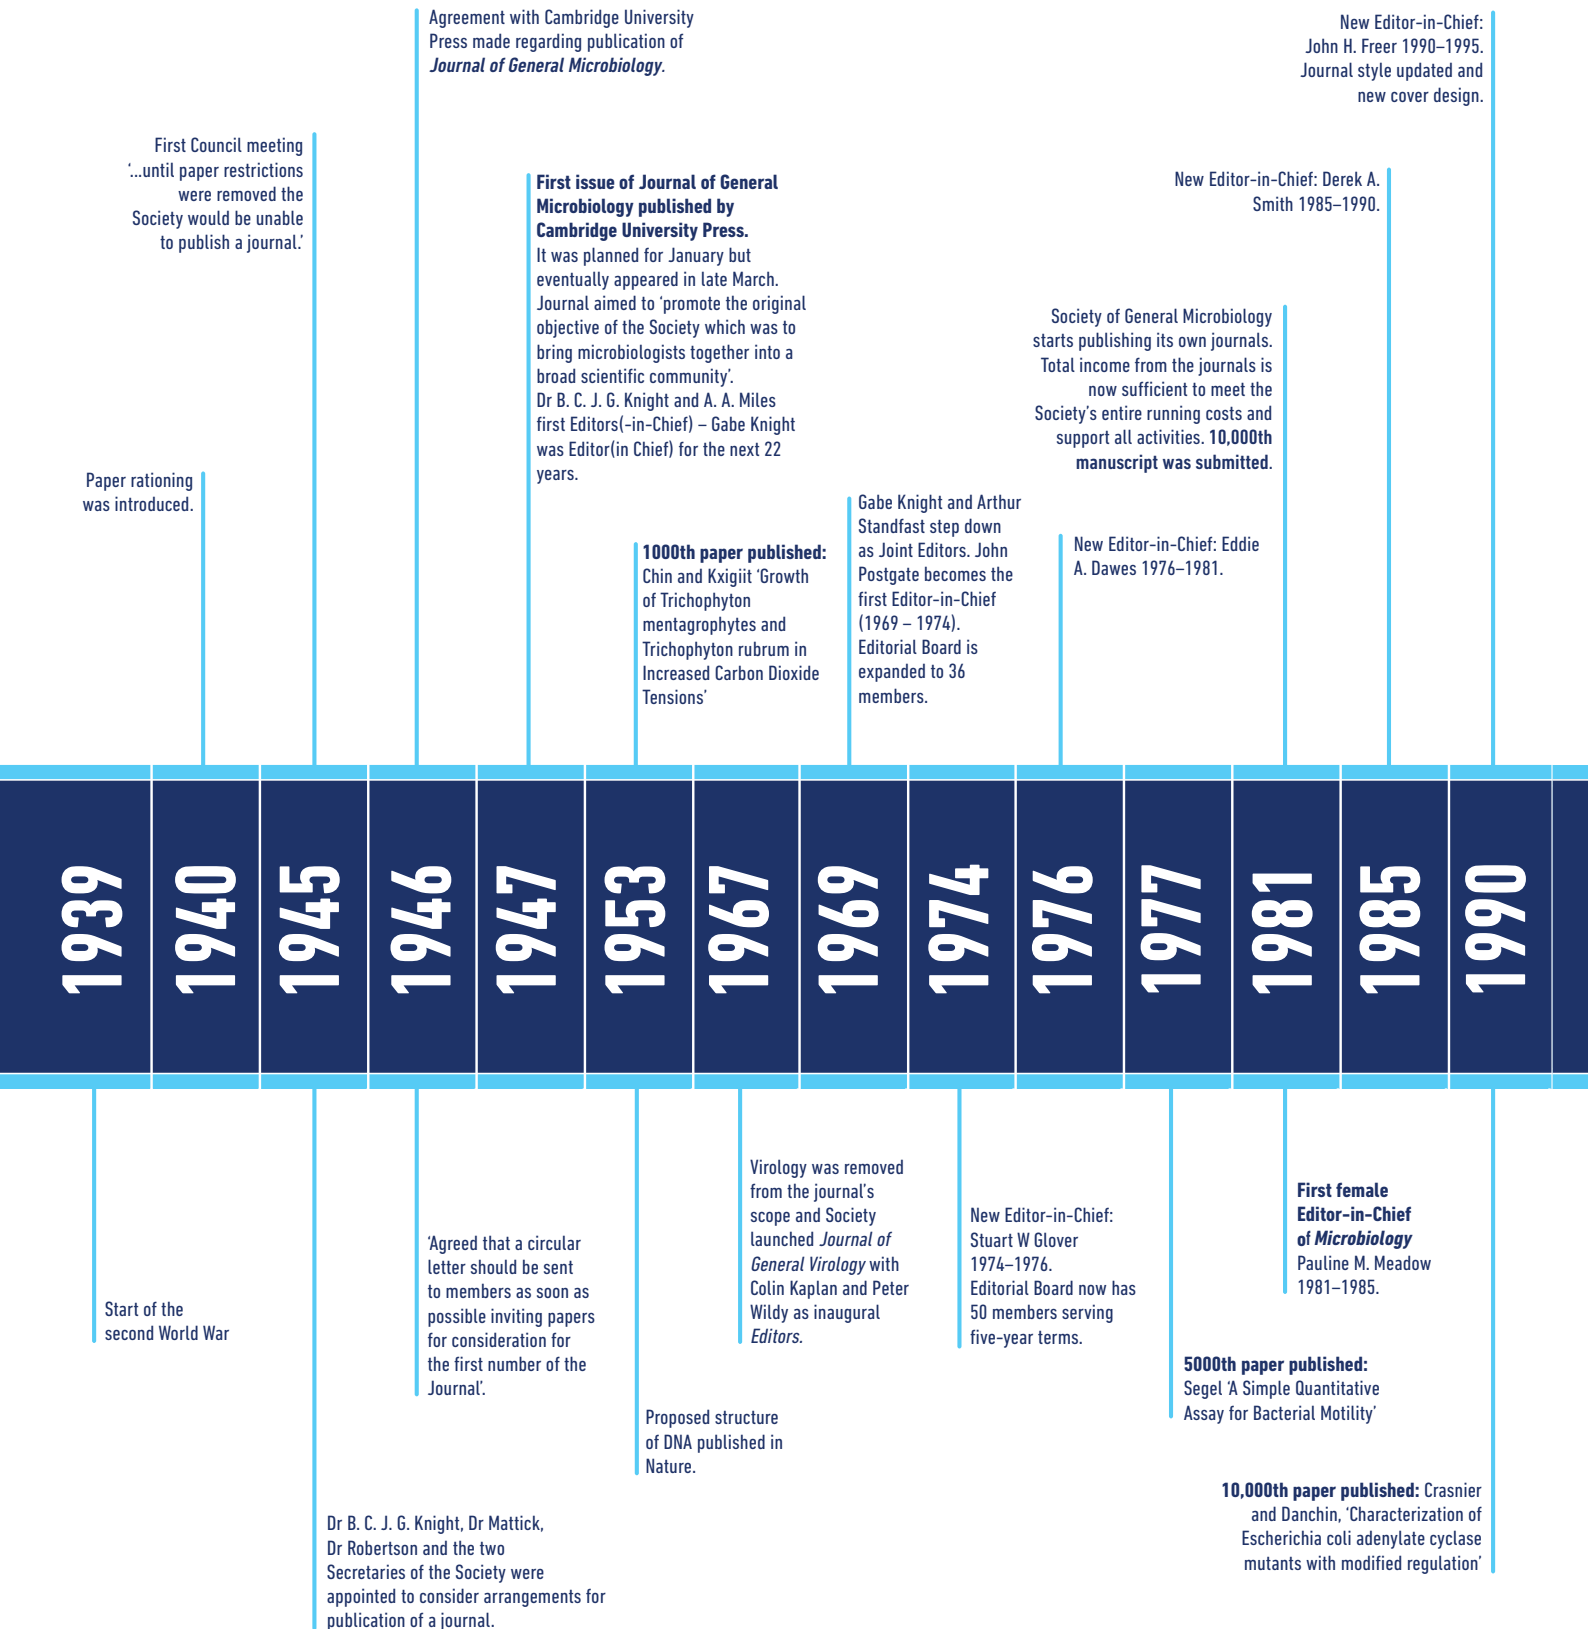 Agreement with Cambridge University
Press made regarding publication of
Journal of General Microbiology.
New Editor-in-Chief:
John H. Freer 1990–1995.
Journal style updated and
new cover design.
First Council meeting
‘...until paper restrictions
were removed the
Society would be unable
to publish a journal.’
First issue of Journal of General
Microbiology published by
Cambridge University Press.
It was planned for January but
eventually appeared in late March.
Journal aimed to ‘promote the original
objective of the Society which was to
bring microbiologists together into a
broad scientific community’.
Dr B. C. J. G. Knight and A. A. Miles
first Editors(-in-Chief) – Gabe Knight
was Editor(in Chief) for the next 22
years.
New Editor-in-Chief: Derek A.
Smith 1985–1990.
Society of General Microbiology
starts publishing its own journals.
Total income from the journals is
now sufficient to meet the
Society’s entire running costs and
support all activities. 10,000th
manuscript was submitted.
Paper rationing
was introduced.
1000th paper published:
Chin and Kxigiit ‘Growth
of Trichophyton
mentagrophytes and
Trichophyton rubrum in
Increased Carbon Dioxide
Tensions’
Gabe Knight and Arthur
Standfast step down
as Joint Editors. John
Postgate becomes the
first Editor-in-Chief
(1969 – 1974).
Editorial Board is
expanded to 36
members.
New Editor-in-Chief: Eddie
A. Dawes 1976–1981.
1939
1940
1945
1946
1947
1953
1967
1969
1974
1976
1977
1981
1985
1990
Start of the
second World War
Dr B. C. J. G. Knight, Dr Mattick,
Dr Robertson and the two
Secretaries of the Society were
appointed to consider arrangements for
publication of a journal.
‘Agreed that a circular
letter should be sent
to members as soon as
possible inviting papers
for consideration for
the first number of the
Journal’.
Proposed structure
of DNA published in
Nature.
Virology was removed
from the journal’s
scope and Society
launched Journal of
General Virology with
Colin Kaplan and Peter
Wildy as inaugural
Editors.
New Editor-in-Chief:
Stuart W Glover
1974–1976.
Editorial Board now has
50 members serving
five-year terms.
5000th paper published:
Segel ‘A Simple Quantitative
Assay for Bacterial Motility’
First female
Editor-in-Chief
of Microbiology
Pauline M. Meadow
1981–1985.
10,000th paper published: Crasnier
and Danchin, ‘Characterization of
Escherichia coli adenylate cyclase
mutants with modified regulation’